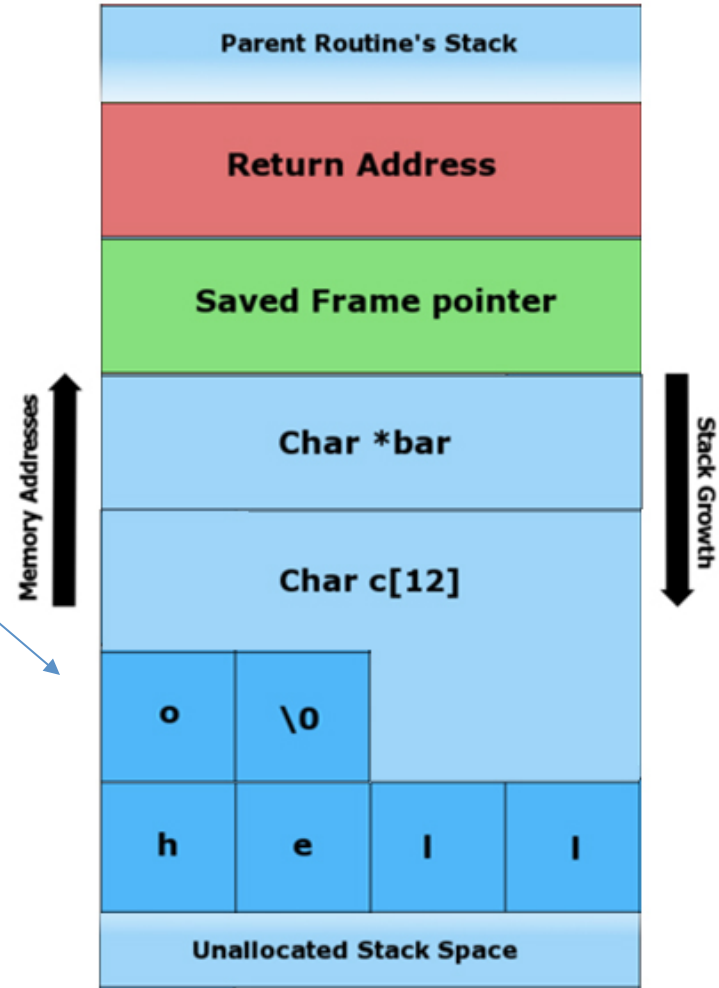 Parent Routine's Stack
Return Address
Saved Frame pointer
Memory Addresses
Char *bar
Stack Growth
Char c[12]
o \0
h e l l
Unallocated Stack Space